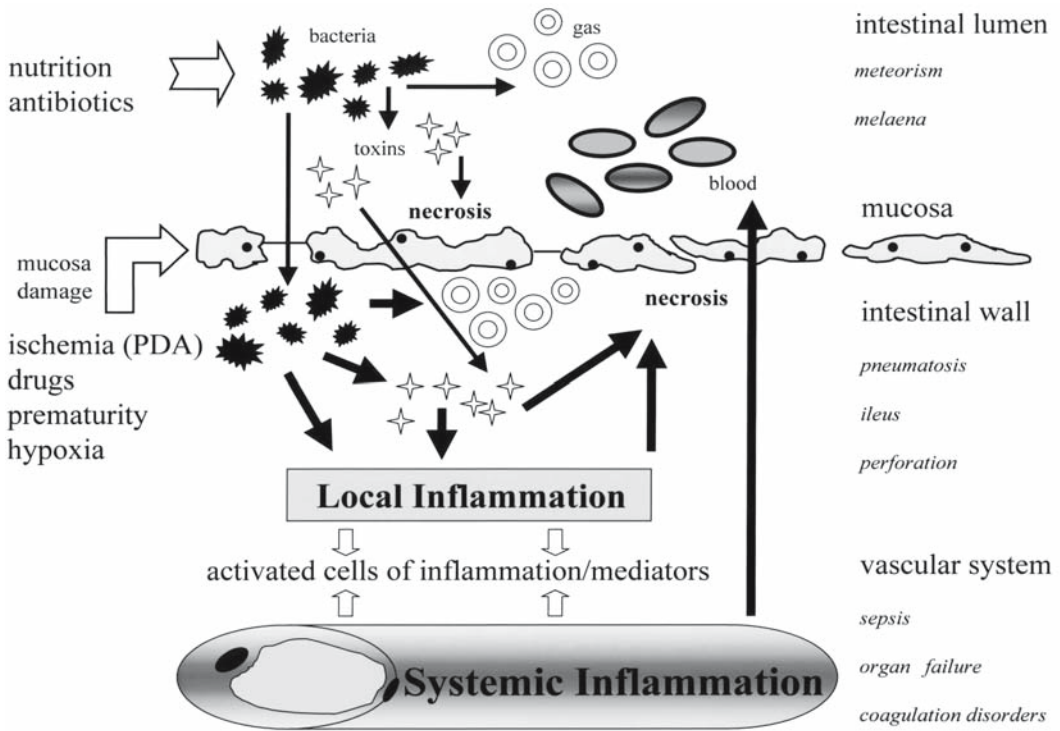 bacteria
gas
intestinal lumen
nutrition
antibiotics
meteorism
melaena
toxins
blood
necrosis
mucosa
mucosa
damage
necrosis
intestinal wall
ischemia (PDA)
drugs
prematurity
hypoxia
pneumatosis
ileus
perforation
Local Inflammation
activated cells of inflammation/mediators
vascular system
sepsis
organ failure
coagulation disorders
Systemic Inflammation